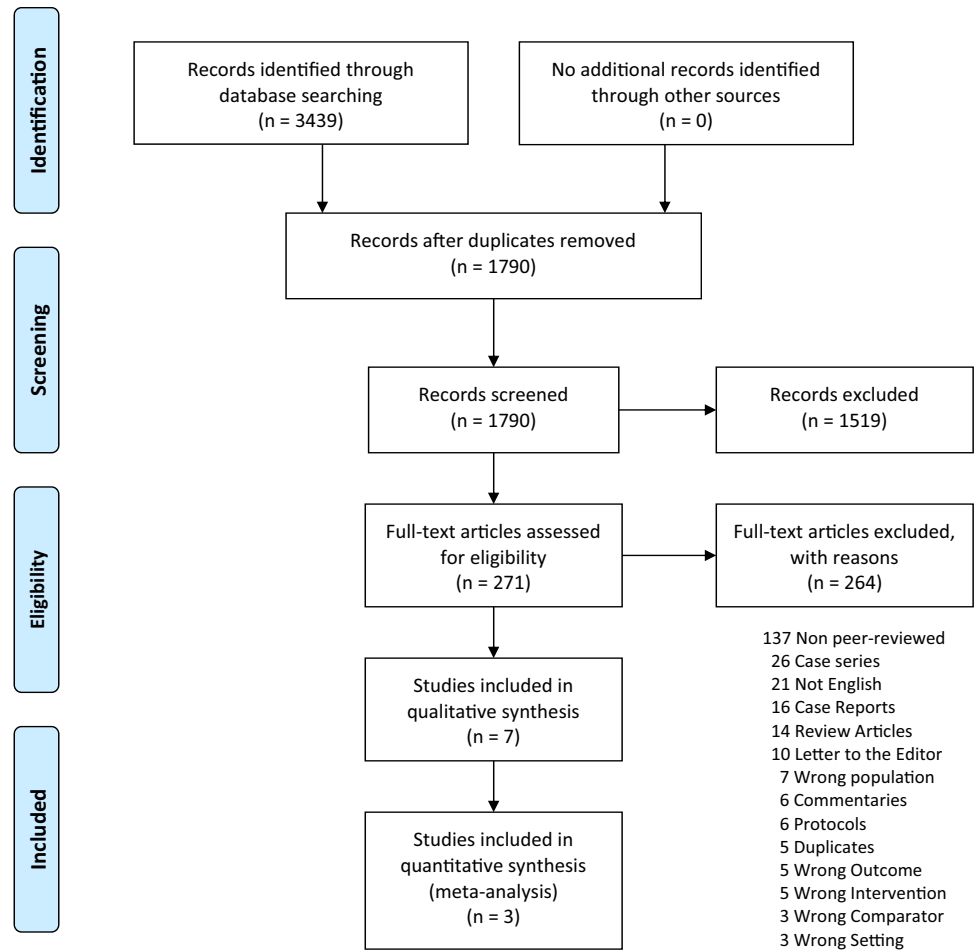 Identification
Records identified through
database searching
(n = 3439)
No additional records identified
through other sources
(n = 0)
Records after duplicates removed
(n = 1790)
Screening
Records screened
(n = 1790)
Records excluded
(n = 1519)
Eligibility
Full-text articles assessed
for eligibility
(n = 271)
Full-text articles excluded,
with reasons
(n = 264)
137 Non peer-reviewed
26 Case series
21 Not English
16 Case Reports
14 Review Articles
10 Letter to the Editor
7 Wrong population
6 Commentaries
6 Protocols
5 Duplicates
5 Wrong Outcome
5 Wrong Intervention
3 Wrong Comparator
3 Wrong Setting
Studies included in
qualitative synthesis
(n = 7)
Included
Studies included in
quantitative synthesis
(meta-analysis)
(n = 3)